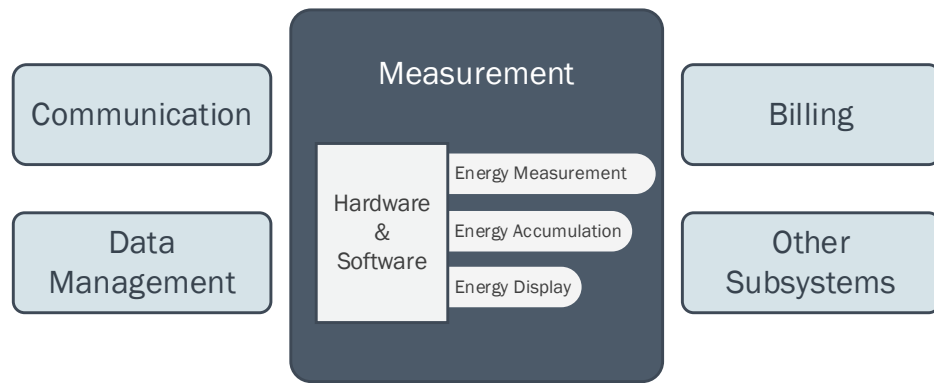 Communication
Data
Management
Measurement
Hardware
&
Software
Energy Measurement
Energy Accumulation
Energy Display
Billing
Other
Subsystems